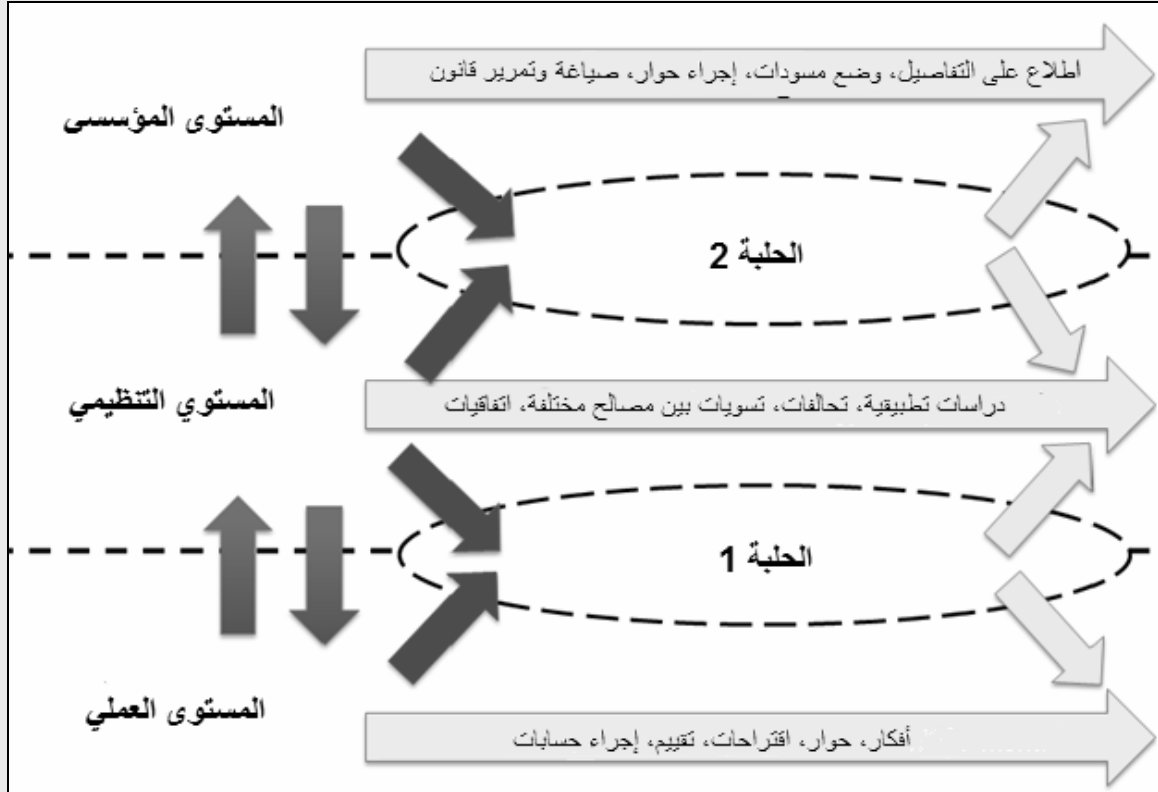 اطلاع على التفاصيل، وضع مسودات، إجراء حوار، صياغة وتمرير قانون
المستوى المؤسسي
الحلبة 2
المستوي التنظيمي
دراسات تطبيقية، تحالفات، تسويات بين مصالح مختلفة، اتفاقيات
الحلبة 1
المستوى العملي
أفكار، حوار، اقتراحات، تقييم، إجراء حسابات